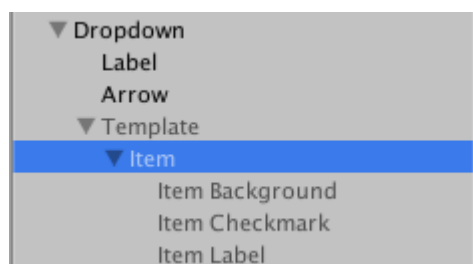 Dropdown
Label
Arrow
Template
Item
Item Background
Item Checkmark
Item Label